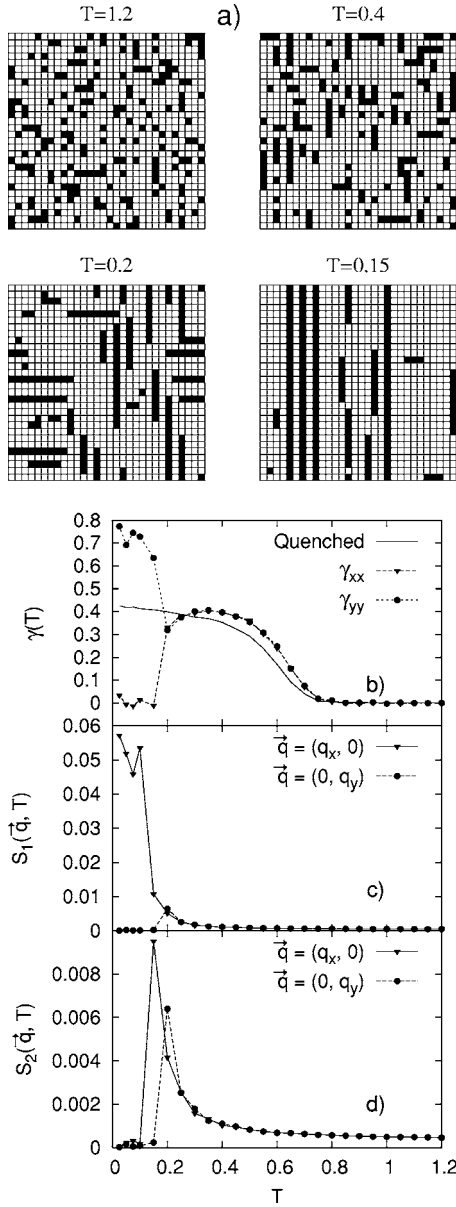 T=1.2
a)
T=0.4
T=0.2
T=0.15
0.8
0.7
0.6
0.5
0.4
0.3
0.2
0.1
0
γ(T)
Quenched
γxx
γyy
b)
0.06
0.05
0.04
0.03
0.02
0.01
0
S1(q⃗, T)
q⃗ = (qx, 0)
q⃗ = (0, qy)
c)
0.008
0.006
0.004
0.002
0
S2(q⃗, T)
q⃗ = (qx, 0)
q⃗ = (0, qy)
d)
0 0.2 0.4 0.6 0.8 1 1.2
T